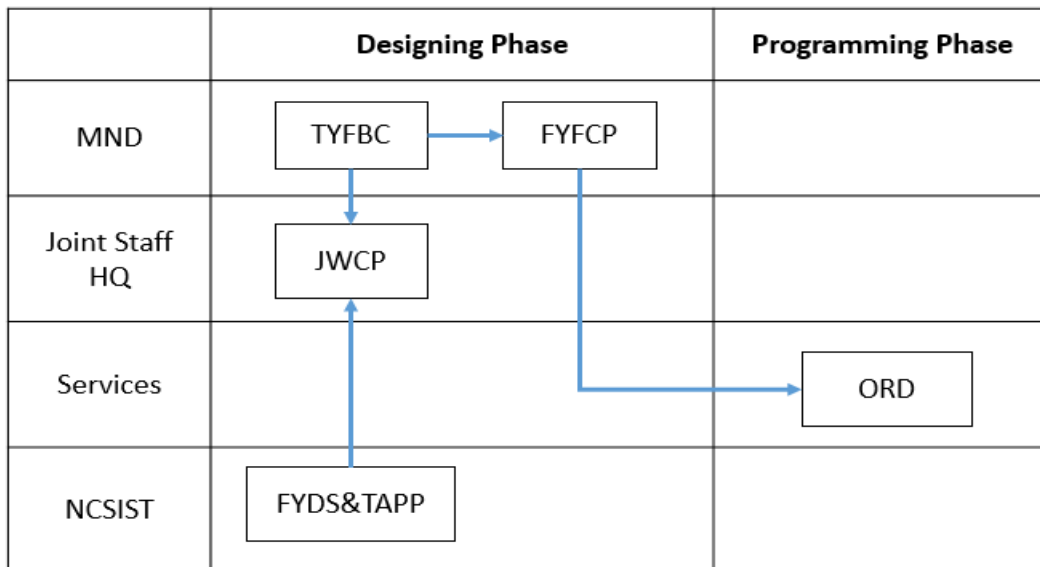 Designing Phase
Programming Phase
MND
TYFBC
FYFCP
Joint Staff
HQ
JWCP
Services
ORD
NCSIST
FYDS&TAPP